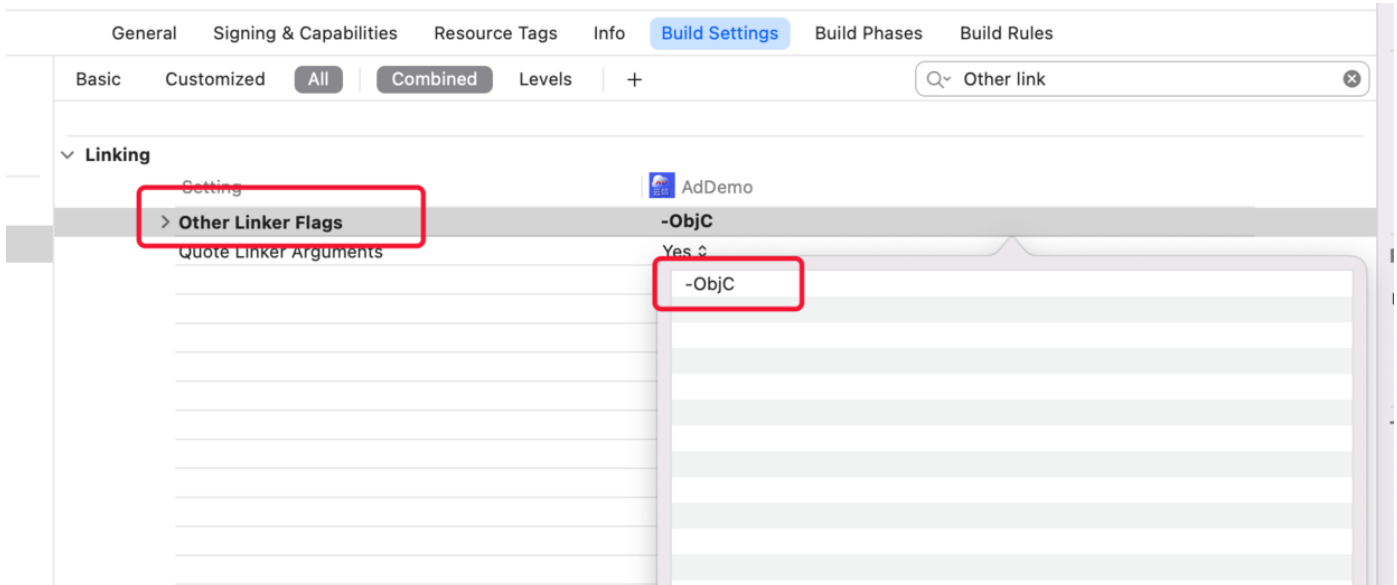 General Signing & Capabilities Resource Tags Info Build Settings Build Phases Build Rules
Basic Customized All Combined Levels + Other link
Linking
Setting AdDemo
Other Linker Flags -ObjC
Quote Linker Arguments Yes
-ObjC